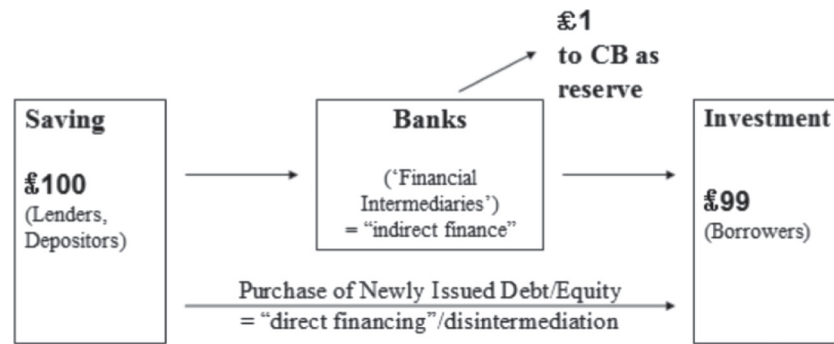 £1
to CB as
reserve
Saving
£100
(Lenders,
Depositors)
Banks
(‘Financial
Intermediaries’)
= “indirect finance”
Investment
£99
(Borrowers)
Purchase of Newly Issued Debt/Equity
= “direct financing”/disintermediation